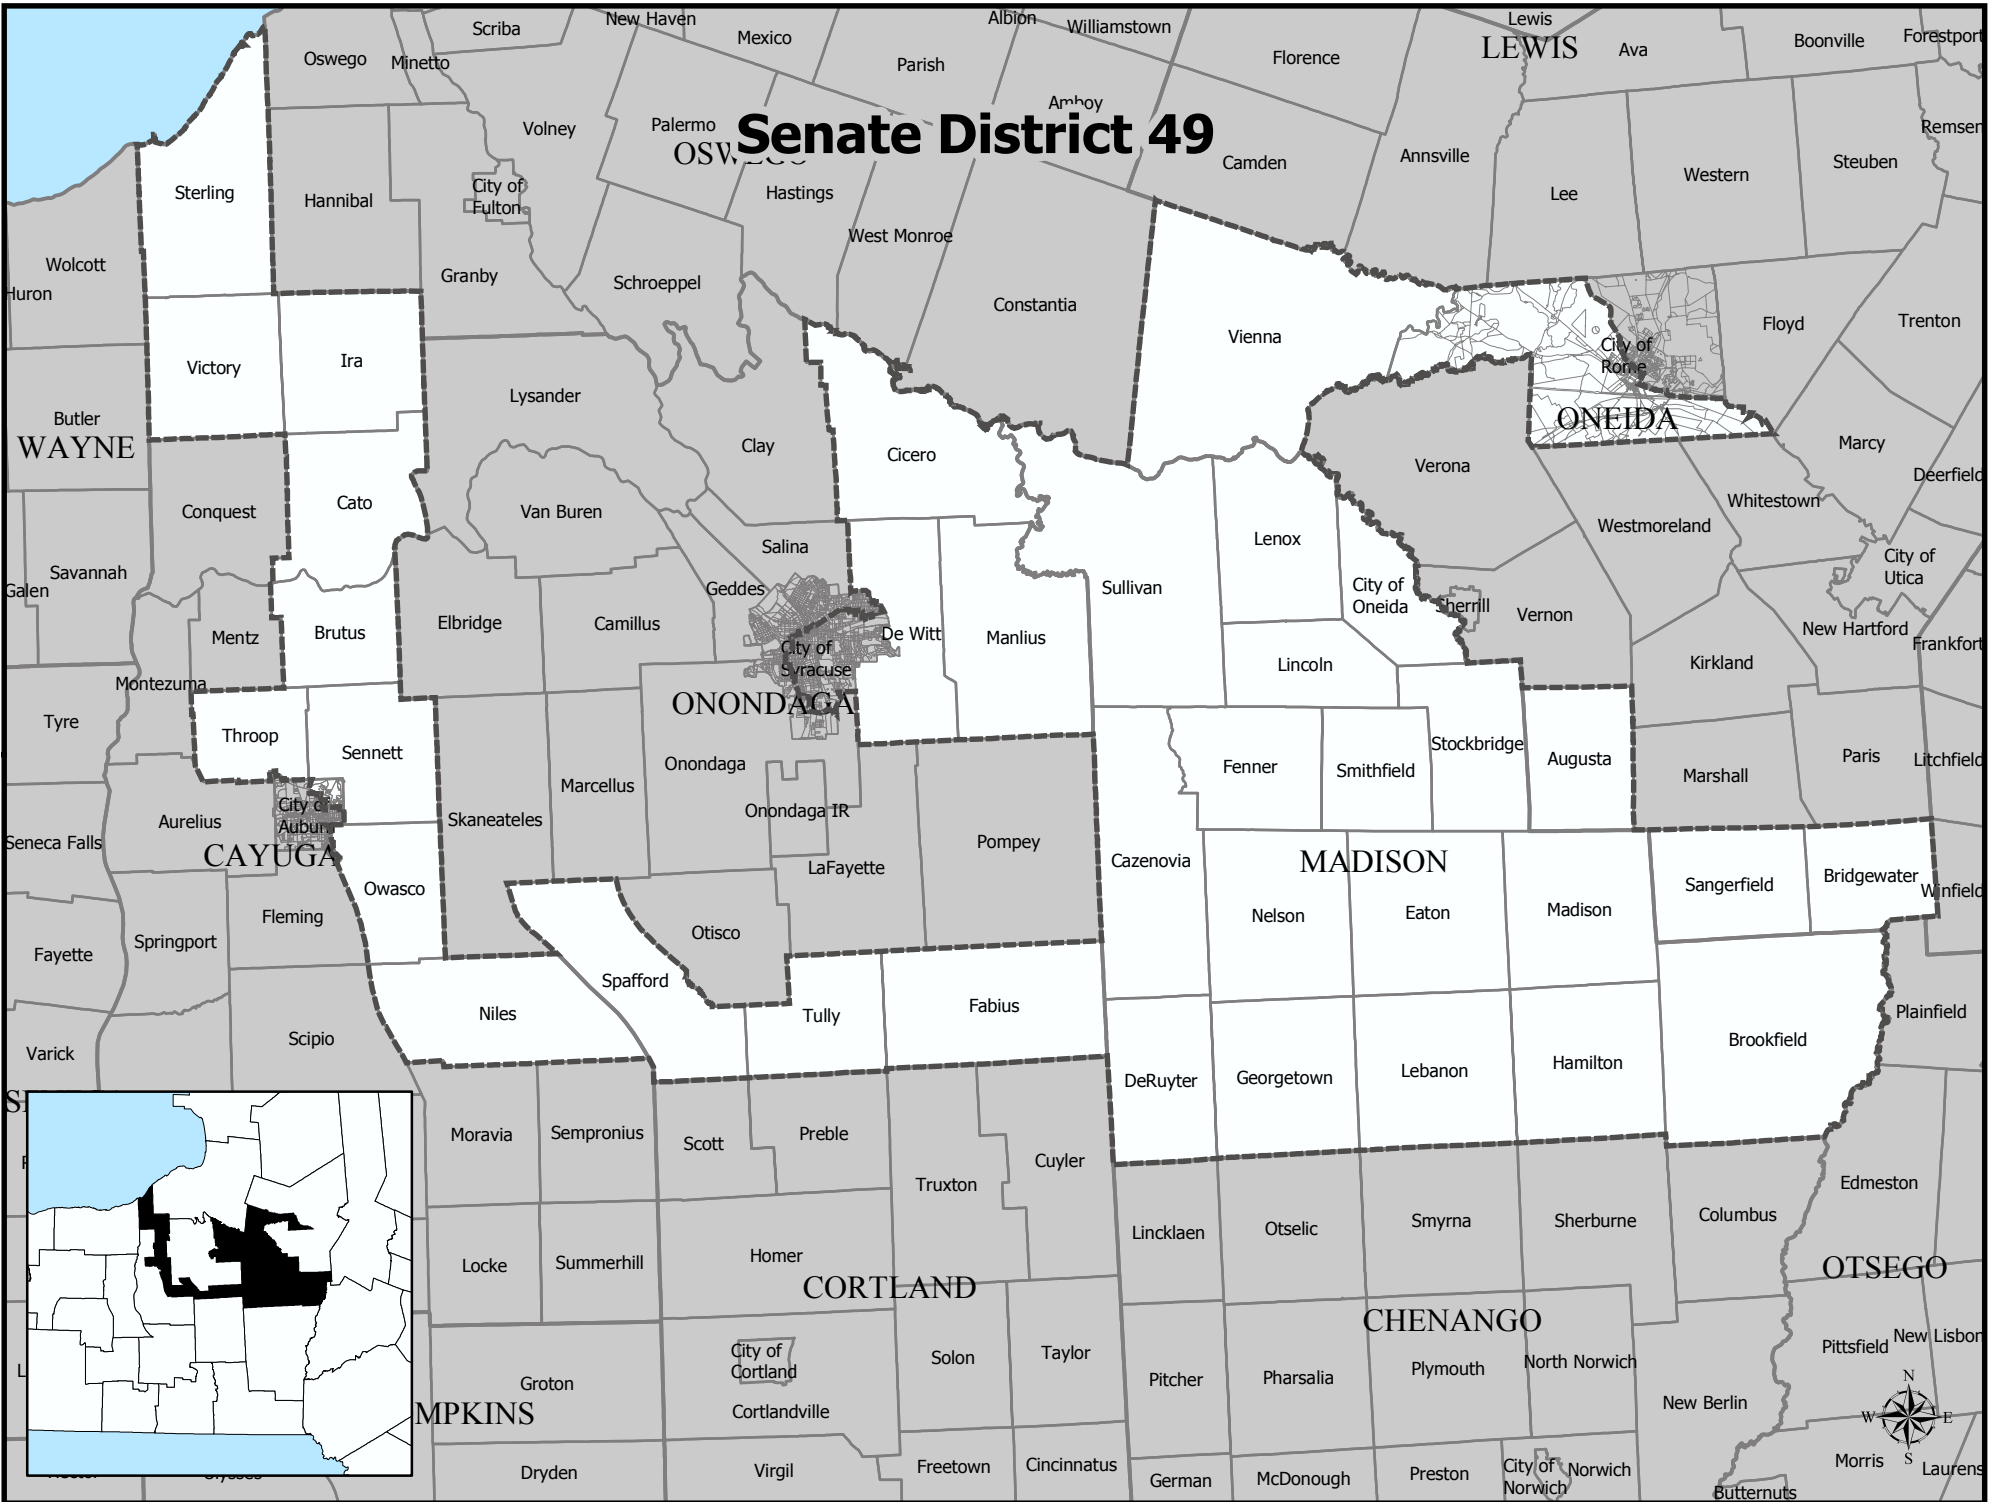 Scriba
New Haven
Mexico
Albion
Williamstown
Lewis
LEWIS
Ava
Boonville
Forestport
Oswego
Minetto
Parish
Florence
Amboy
Senate District 49
Volney
Palermo
Remsen
Camden
Annsville
Steuben
Western
Lee
Sterling
Hannibal
City of
Fulton
Hastings
West Monroe
Wolcott
Huron
Granby
Schroeppel
Constantia
Vienna
Floyd
Trenton
City of
Rome
Victory
Ira
Lysander
Butler
WAYNE
Clay
Cicero
ONEIDA
Marcy
Verona
Deerfield
Cato
Conquest
Van Buren
Whitestown
Westmoreland
Salina
Lenox
City of
Utica
Savannah
Galen
Geddes
Sullivan
City of
Oneida
Sherrill
Vernon
Mentz
Brutus
Elbridge
Camillus
De Witt
Manlius
City of
Syracuse
Lincoln
New Hartford
Frankfort
Kirkland
Montezuma
ONONDAGA
Tyre
Throop
Sennett
Onondaga
Stockbridge
Augusta
Paris
Litchfield
Marcellus
Fenner
Smithfield
Marshall
City of
Auburn
Aurelius
Skaneateles
Onondaga IR
Seneca Falls
CAYUGA
Pompey
LaFayette
Cazenovia
MADISON
Owasco
Sangerfield
Bridgewater
Winfield
Fleming
Nelson
Eaton
Madison
Otisco
Springport
Fayette
Spafford
Niles
Tully
Fabius
Plainfield
Scipio
Varick
Brookfield
DeRuyter
Georgetown
Lebanon
Hamilton
Moravia
Sempronius
Scott
Preble
Cuyler
Truxton
Edmeston
Lincklaen
Otselic
Smyrna
Sherburne
Columbus
Locke
Summerhill
Homer
CORTLAND
OTSEGO
CHENANGO
City of
Cortland
Solon
Taylor
Pittsfield
New Lisbon
Groton
Pitcher
Pharsalia
Plymouth
North Norwich
MPKINS
Cortlandville
New Berlin
N
W
E
S
Dryden
Virgil
Freetown
Cincinnatus
German
McDonough
Preston
City of
Norwich
Norwich
Morris
Laurens
Butternuts